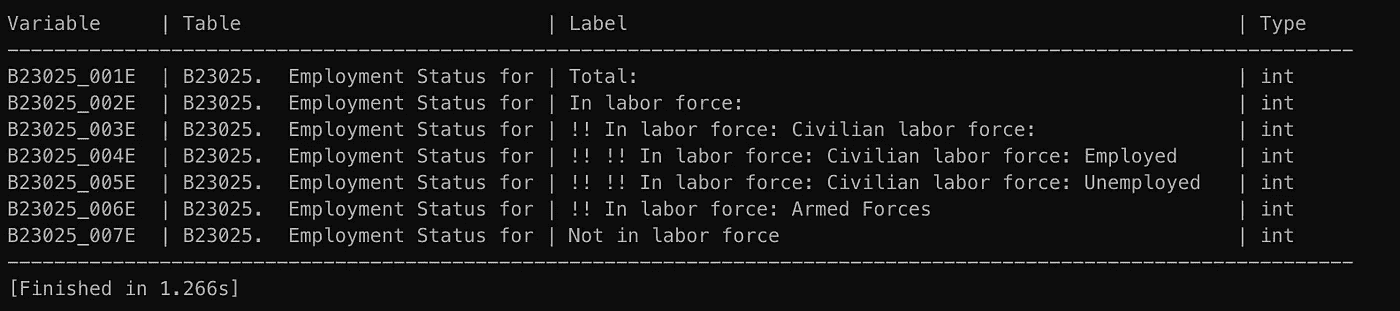 Variable | Table | Label | Type
B23025_001E | B23025. Employment Status for | Total: | int
B23025_002E | B23025. Employment Status for | In labor force: | int
B23025_003E | B23025. Employment Status for | !! In labor force: Civilian labor force: | int
B23025_004E | B23025. Employment Status for | !! !! In labor force: Civilian labor force: Employed | int
B23025_005E | B23025. Employment Status for | !! !! In labor force: Civilian labor force: Unemployed | int
B23025_006E | B23025. Employment Status for | !! In labor force: Armed Forces | int
B23025_007E | B23025. Employment Status for | Not in labor force | int
[Finished in 1.266s]